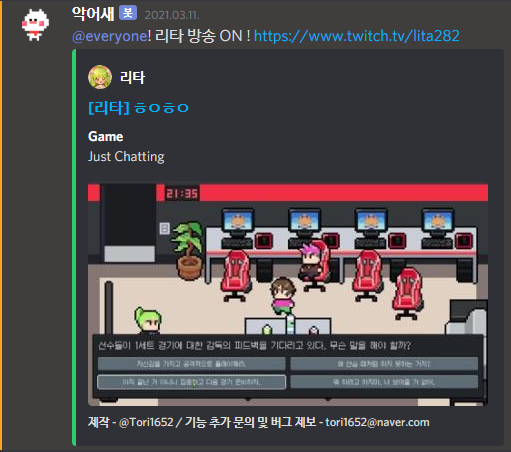 악어새 봇 2021.03.11.
@everyone! 리타 방송 ON ! https://www.twitch.tv/lita282
리타
[리타] ㅎㅇㅎㅇ
Game
Just Chatting
21:35
선수들이 1세트 경기에 대한 감독의 피드백을 기다리고 있다. 무슨 말을 해야 할까?
자신감을 가지고 공격적으로 플레이해라.
왜 연습 때처럼 하지 못하는 거지?
아직 끝난 거 아니니 집중하고 다음 경기 준비하자.
뭐 하려고 하지마, 너
제작 - @Tori1652 / 기능 추가 문의 및 버그 제보 - tori1652@naver.com